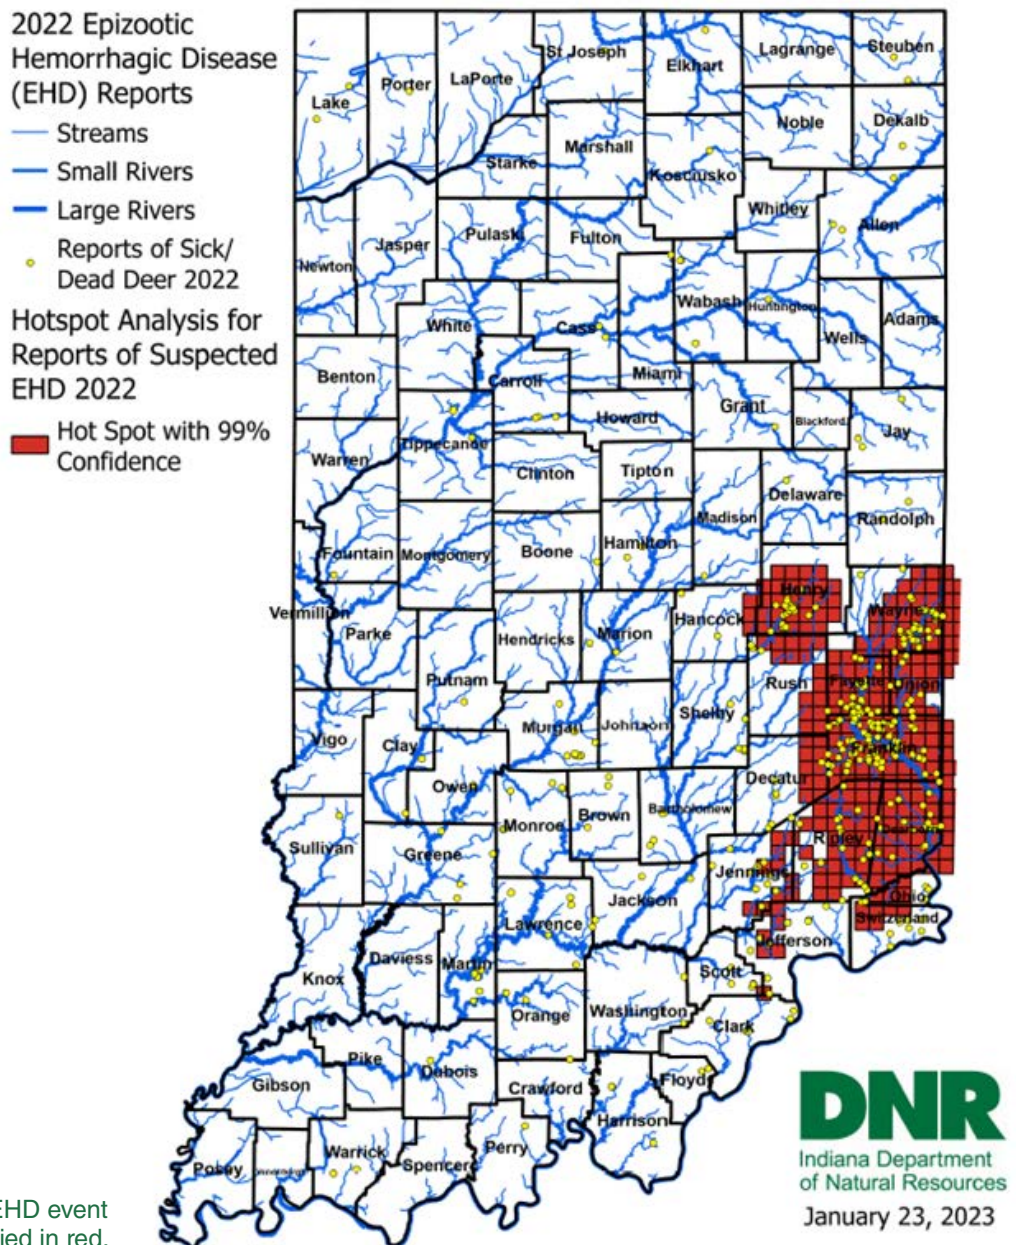 2022 Epizootic
Hemorrhagic Disease
(EHD) Reports
Streams
Small Rivers
Large Rivers
Reports of Sick/
Dead Deer 2022
Hotspot Analysis for
Reports of Suspected
EHD 2022
Hot Spot with 99%
Confidence
St Joseph
Elkhart
Lagrange
Steuben
Lake
Porter
LaPorte
Noble
Dekalb
Starke
Marshall
Kosciusko
Whitley
Allen
Newton
Jasper
Pulaski
Fulton
White
Cass
Wabash
Huntington
Wells
Adams
Benton
Carroll
Miami
Howard
Grant
Blackford
Jay
Warren
Tippecanoe
Clinton
Tipton
Delaware
Madison
Randolph
Fountain
Montgomery
Boone
Hamilton
Henry
Wayne
Vermillion
Parke
Hendricks
Marion
Hancock
Putnam
Rush
Fayette
Union
Vigo
Clay
Morgan
Johnson
Shelby
Franklin
Owen
Monroe
Brown
Bartholomew
Decatur
Ripley
Dearborn
Sullivan
Greene
Jennings
Jackson
Ohio
Switzerland
Lawrence
Jefferson
Knox
Daviess
Martin
Scott
Orange
Washington
Clark
Pike
Dubois
Gibson
Crawford
Floyd
Harrison
Posey
Warrick
Spencer
Perry
DNR
Indiana Department
of Natural Resources
January 23, 2023
EHD event
ied in red.